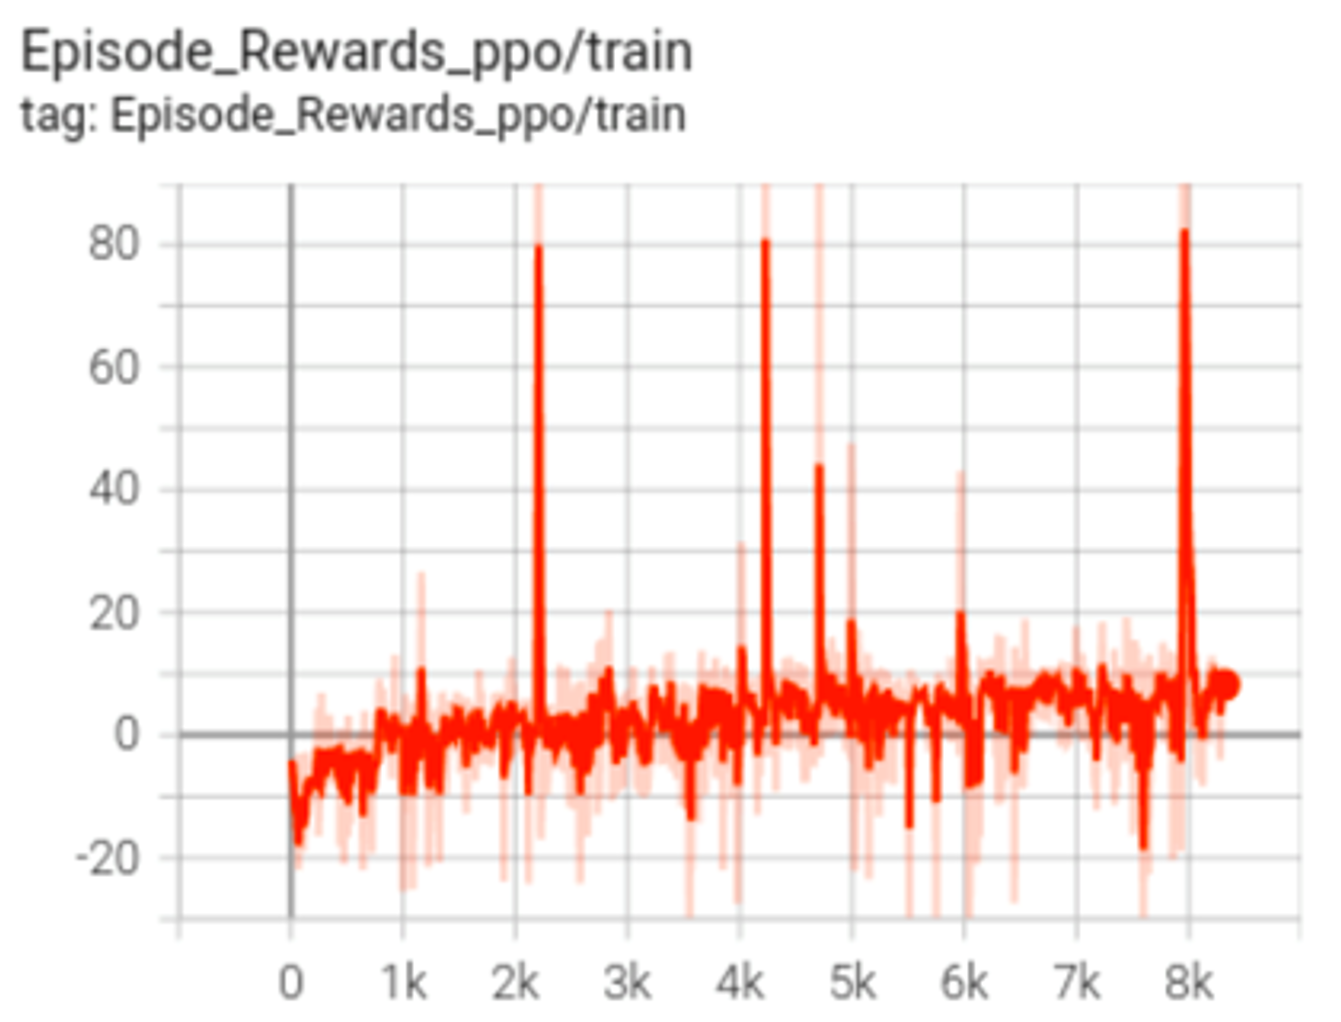 Episode_Rewards_ppo/train
tag: Episode_Rewards_ppo/train
80
60
40
20
0
-20
0 1k 2k 3k 4k 5k 6k 7k 8k